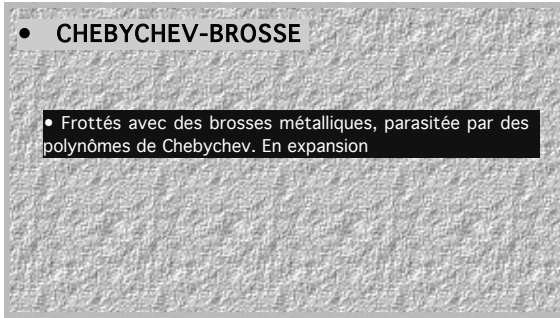 • CHEBYCHEV-BROSSE
• Frottés avec des brosses métalliques, parasitée par des
polynômes de Chebychev. En expansion